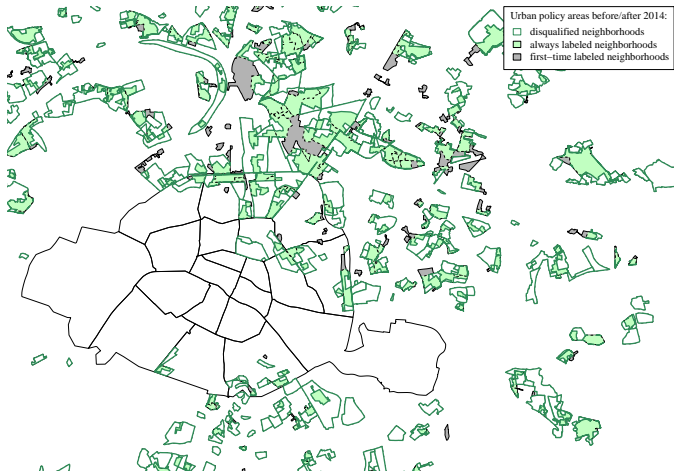 Urban policy areas before/after 2014:
disqualified neighborhoods
always labeled neighborhoods
first−time labeled neighborhoods